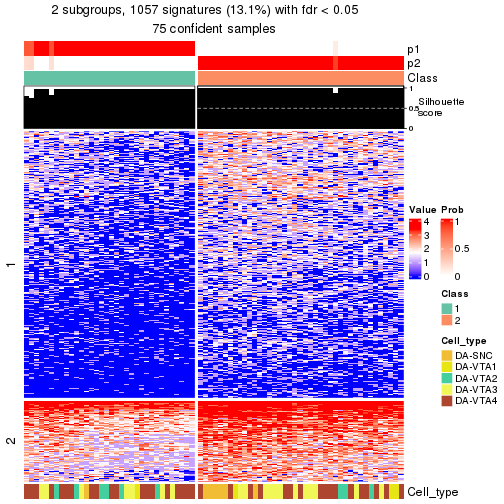 2 subgroups, 1057 signatures (13.1%) with fdr < 0.05
75 confident samples
p1
p2
Class
1
0.5
0
Silhouette
score
1
2
Cell_type
Value
4
3
2
1
0
Prob
1
0.5
0
Class
1
2
Cell_type
DA-SNC
DA-VTA1
DA-VTA2
DA-VTA3
DA-VTA4